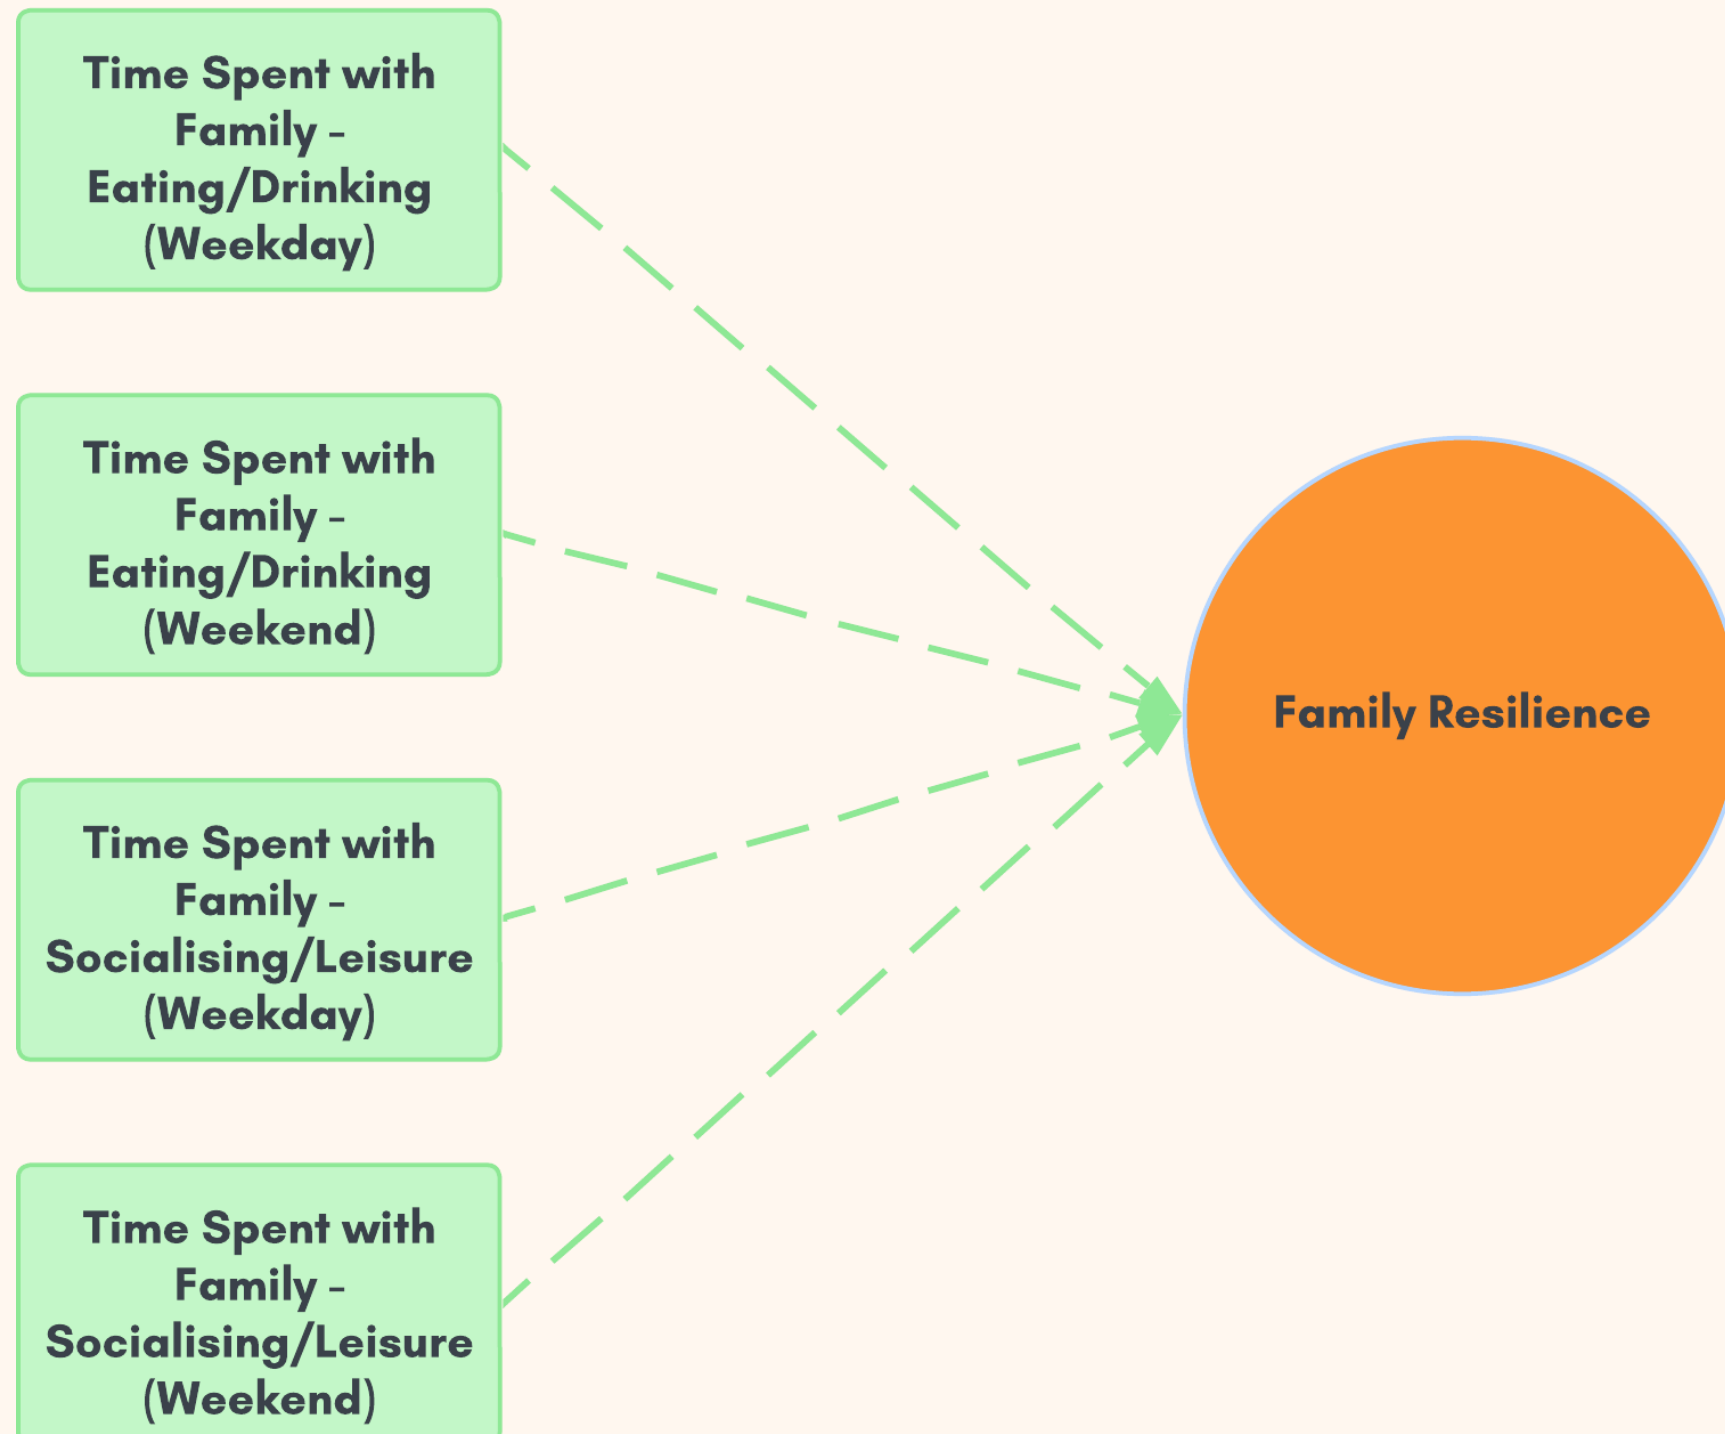 Time Spent with
Family -
Eating/Drinking
(Weekday)
Time Spent with
Family -
Eating/Drinking
(Weekend)
Family Resilience
Time Spent with
Family -
Socialising/Leisure
(Weekday)
Time Spent with
Family -
Socialising/Leisure
(Weekend)